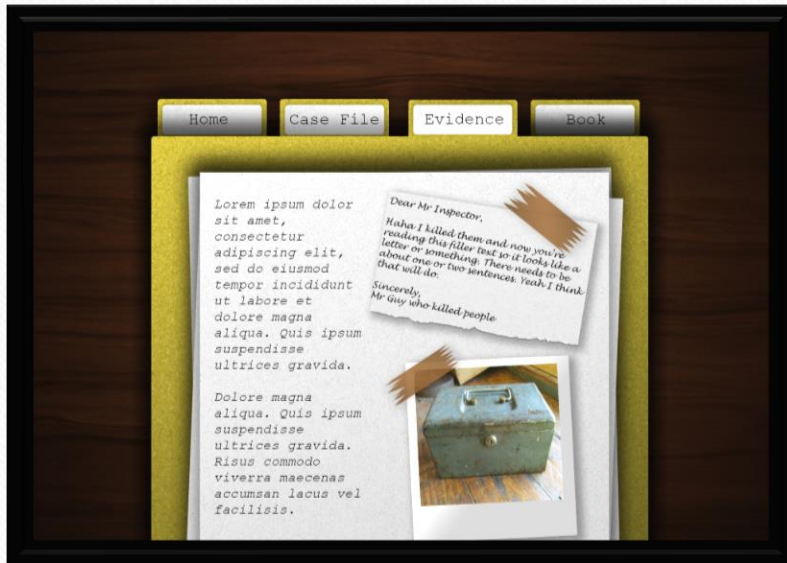 Home
Case File
Evidence
Book
Lorem ipsum dolor
sit amet,
consectetur
adipiscing elit,
sed do eiusmod
tempor incididunt
ut labore et
dolore magna
aliqua. Quis ipsum
suspendisse
ultrices gravida.
Dolore magna
aliqua. Quis ipsum
suspendisse
ultrices gravida.
Risus commodo
viverra maecenas
accumsan lacus vel
facilisis.
Dear Mr Inspector,
Haha I killed them and now you're
reading this filler text so it looks like a
letter or something. There needs to be
about one or two sentences. Yeah I think
that will do.
Sincerely,
Mr Guy who killed people